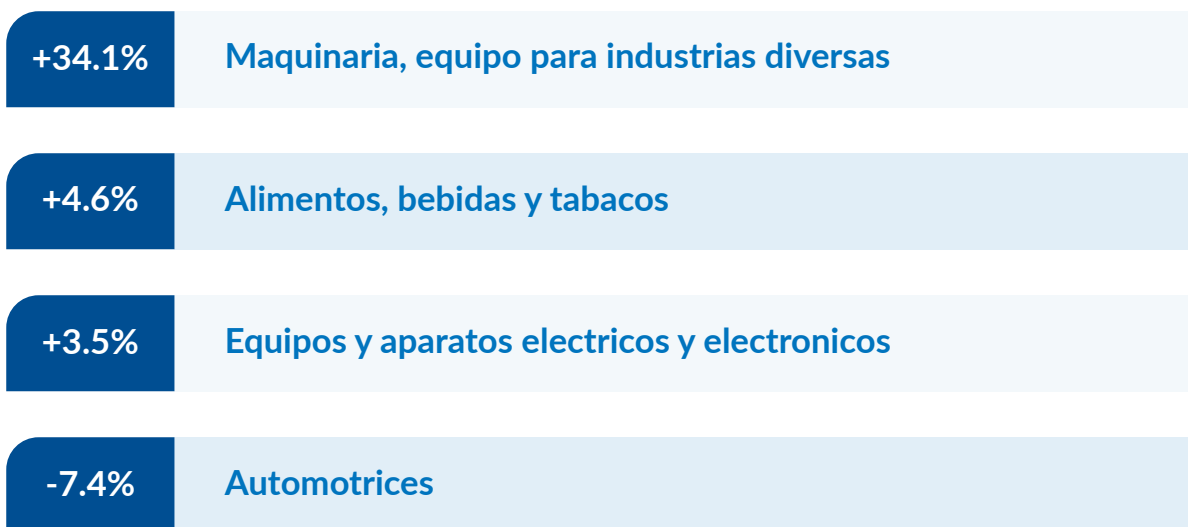 +34.1% Maquinaria, equipo para industrias diversas
+4.6% Alimentos, bebidas y tabacos
+3.5% Equipos y aparatos electricos y electronicos
-7.4% Automotrices